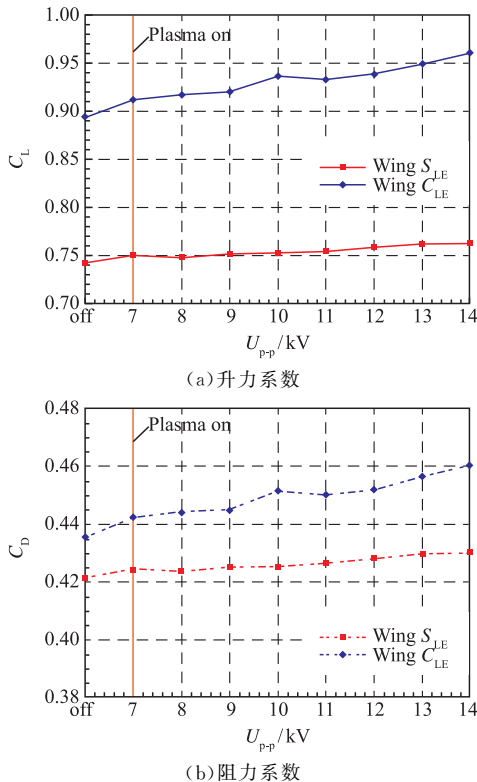 1.00
Plasma on
0.95
0.90
C_L
0.85
Wing S_LE
Wing C_LE
0.80
0.75
0.70
off 7 8 9 10 11 12 13 14
U_p-p/kV
(a)升力系数
0.48
Plasma on
0.46
0.44
C_D
0.42
0.40
Wing S_LE
Wing C_LE
0.38
off 7 8 9 10 11 12 13 14
U_p-p/kV
(b)阻力系数